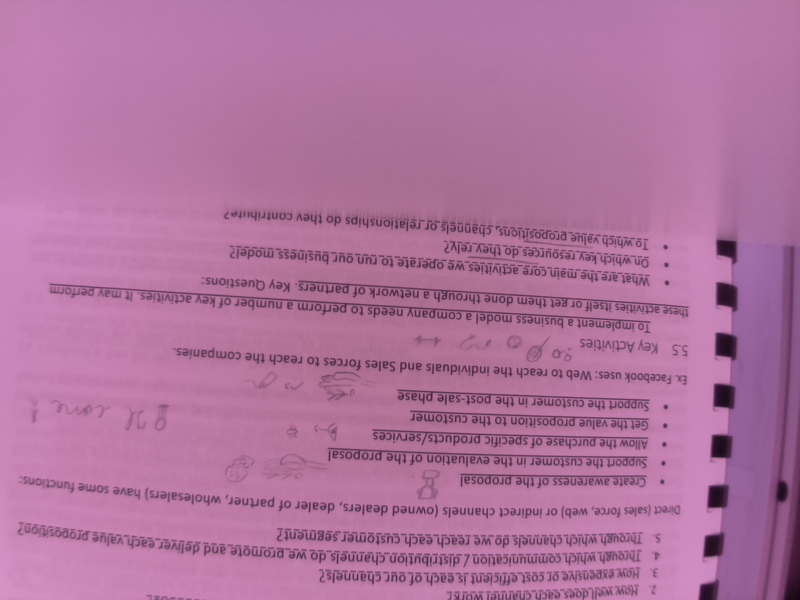 2. How well does each channel work?
3. How expensive or cost efficient is each of our channels?
4. Through which communication / distribution channels do we promote and deliver each value proposition?
5. Through which channels do we reach each customer segment?
Direct (sales force, web) or indirect channels (owned dealers, dealer of partner, wholesalers) have some functions:
• Create awareness of the proposal
• Support the customer in the evaluation of the proposal
• Allow the purchase of specific products/services
• Get the value proposition to the customer
• Support the customer in the post-sale phase
Ex. Facebook uses: Web to reach the individuals and Sales forces to reach the companies.
5.5 Key Activities
To implement a business model a company needs to perform a number of key activities. It may perform
these activities itself or get them done through a network of partners. Key Questions:
• What are the main core activities we operate to run our business model?
• On which key resources do they rely?
• To which value propositions, channels or relationships do they contribute?